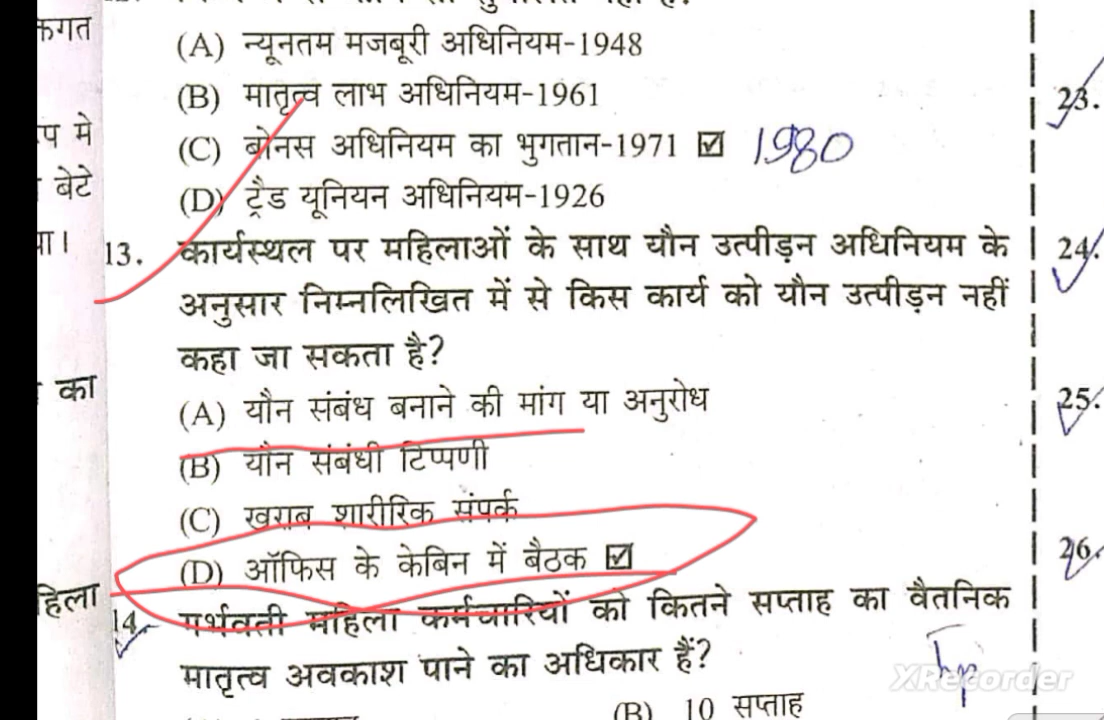 (A) न्यूनतम मजबूरी अधिनियम-1948
(B) मातृत्व लाभ अधिनियम-1961
(C) बोनस अधिनियम का भुगतान-1971 ☑ 1980
(D) ट्रैड यूनियन अधिनियम-1926
13. कार्यस्थल पर महिलाओं के साथ यौन उत्पीड़न अधिनियम के
अनुसार निम्नलिखित में से किस कार्य को यौन उत्पीड़न नहीं
कहा जा सकता है?
(A) यौन संबंध बनाने की मांग या अनुरोध
(B) यौन संबंधी टिप्पणी
(C) खराब शारीरिक संपर्क
(D) ऑफिस के केबिन में बैठक ☑
14. गर्भवती महिला कर्मचारियों को कितने सप्ताह का वैतनिक
मातृत्व अवकाश पाने का अधिकार हैं?
(B) 10 सप्ताह
बेटे
का
23.
24.
25.
26.
XRecorder